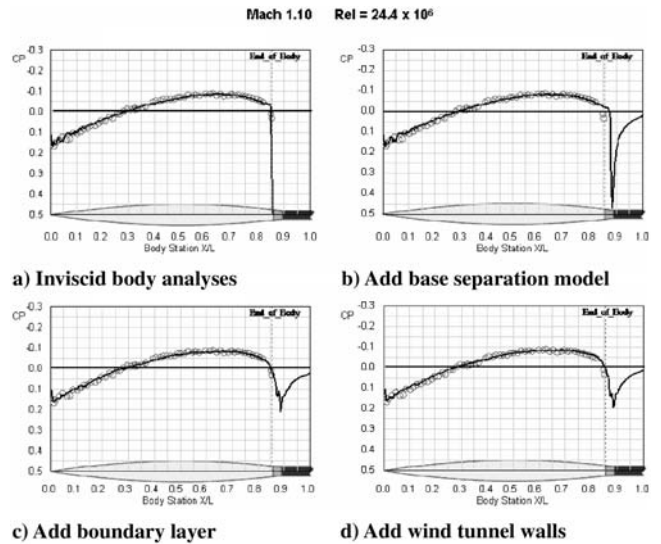 Mach 1.10 Rel = 24.4 x 10⁶
-0.3
CP
-0.2
-0.1
0.0
0.1
0.2
0.3
0.4
0.5
End_of_Body
0.0 0.1 0.2 0.3 0.4 0.5 0.6 0.7 0.8 0.9 1.0
Body Station X/L
a) Inviscid body analyses
-0.3
CP
-0.2
-0.1
0.0
0.1
0.2
0.3
0.4
0.5
End_of_Body
0.0 0.1 0.2 0.3 0.4 0.5 0.6 0.7 0.8 0.9 1.0
Body Station X/L
b) Add base separation model
-0.3
CP
-0.2
-0.1
0.0
0.1
0.2
0.3
0.4
0.5
End_of_Body
0.0 0.1 0.2 0.3 0.4 0.5 0.6 0.7 0.8 0.9 1.0
Body Station X/L
c) Add boundary layer
-0.3
CP
-0.2
-0.1
0.0
0.1
0.2
0.3
0.4
0.5
End_of_Body
0.0 0.1 0.2 0.3 0.4 0.5 0.6 0.7 0.8 0.9 1.0
Body Station X/L
d) Add wind tunnel walls